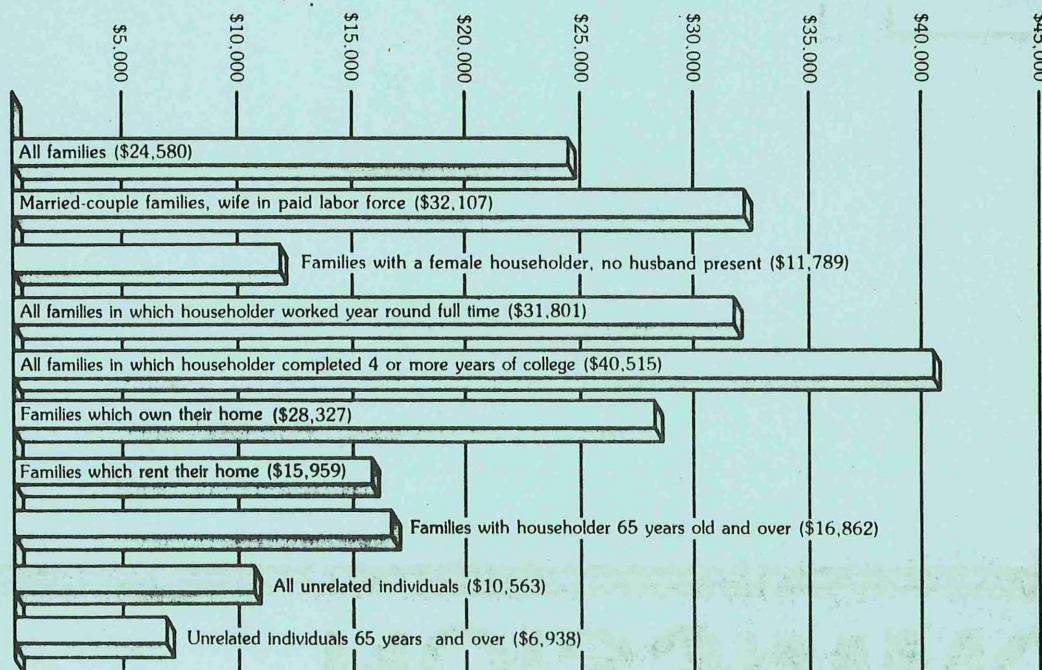 $5,000
$10,000
$15,000
$20,000
$25,000
$30,000
$35,000
$40,000
$45,000
All families ($24,580)
Married-couple families, wife in paid labor force ($32,107)
Families with a female householder, no husband present ($11,789)
All families in which householder worked year round full time ($31,801)
All families in which householder completed 4 or more years of college ($40,515)
Families which own their home ($28,327)
Families which rent their home ($15,959)
Families with householder 65 years old and over ($16,862)
All unrelated individuals ($10,563)
Unrelated individuals 65 years and over ($6,938)